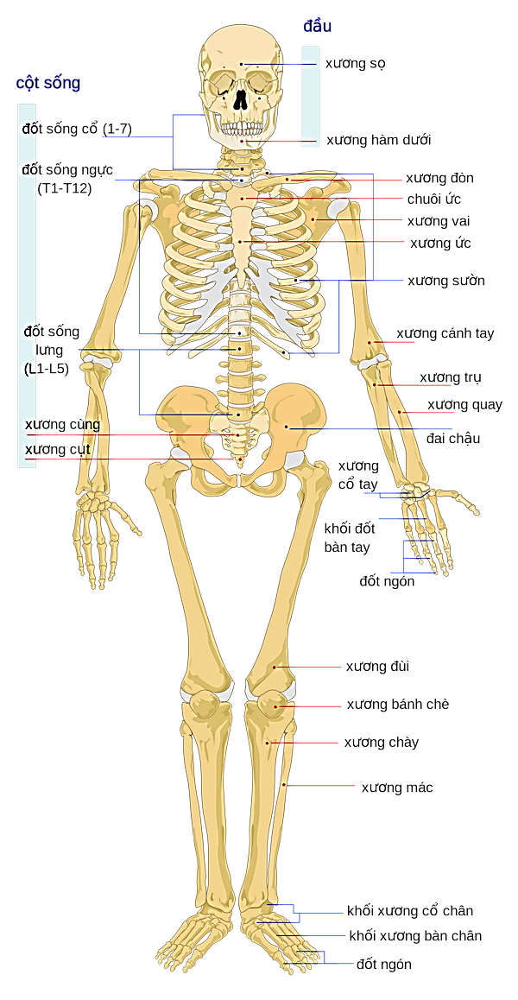 đầu
xương sọ
cột sống
đốt sống cổ (1-7)
xương hàm dưới
đốt sống ngực
(T1-T12)
xương đòn
chuôi ức
xương vai
xương ức
xương sườn
đốt sống
lưng
(L1-L5)
xương cánh tay
xương trụ
xương quay
xương cùng
đai chậu
xương cụt
xương
cổ tay
khối đốt
bàn tay
đốt ngón
xương đùi
xương bánh chè
xương chày
xương mác
khối xương cổ chân
khối xương bàn chân
đốt ngón